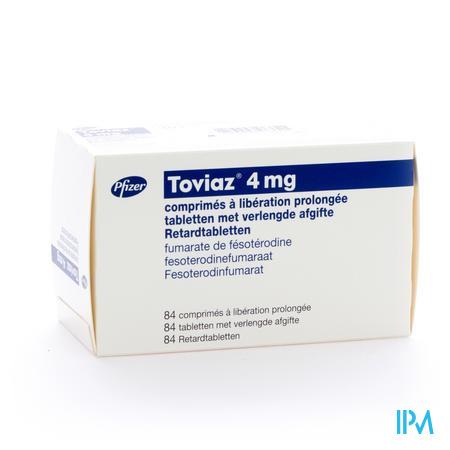 Pfizer
Toviaz® 4 mg
comprimés à libération prolongée
tabletten met verlengde afgifte
Retardtabletten
fumarate de fésotérodine
fesoterodinefumaraat
Fesoterodinfumarat
84 comprimés à libération prolongée
84 tabletten met verlengde afgifte
84 Retardtabletten
IPM